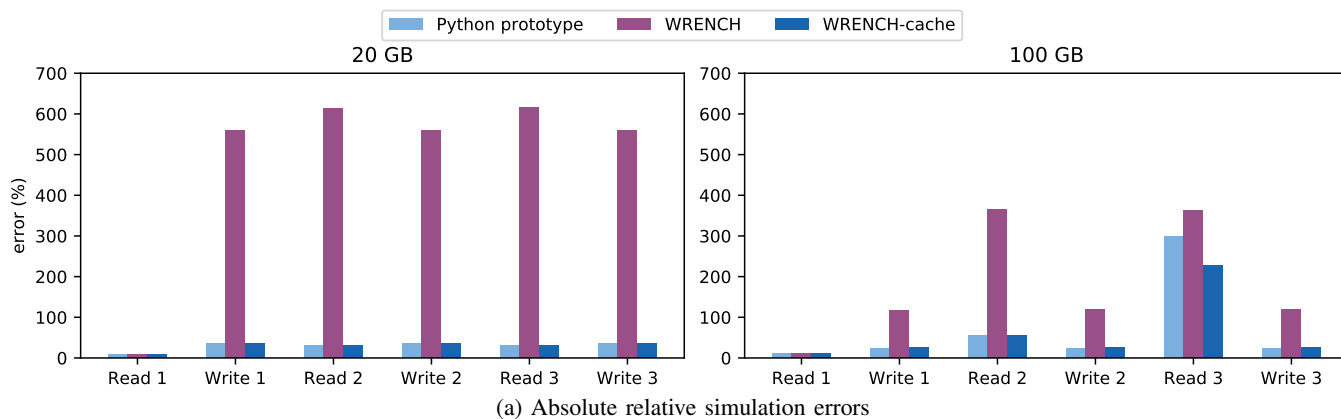 Python prototype WRENCH WRENCH-cache
20 GB
700
600
500
400
300
200
100
0
error (%)
Read 1 Write 1 Read 2 Write 2 Read 3 Write 3
100 GB
700
600
500
400
300
200
100
0
Read 1 Write 1 Read 2 Write 2 Read 3 Write 3
(a) Absolute relative simulation errors